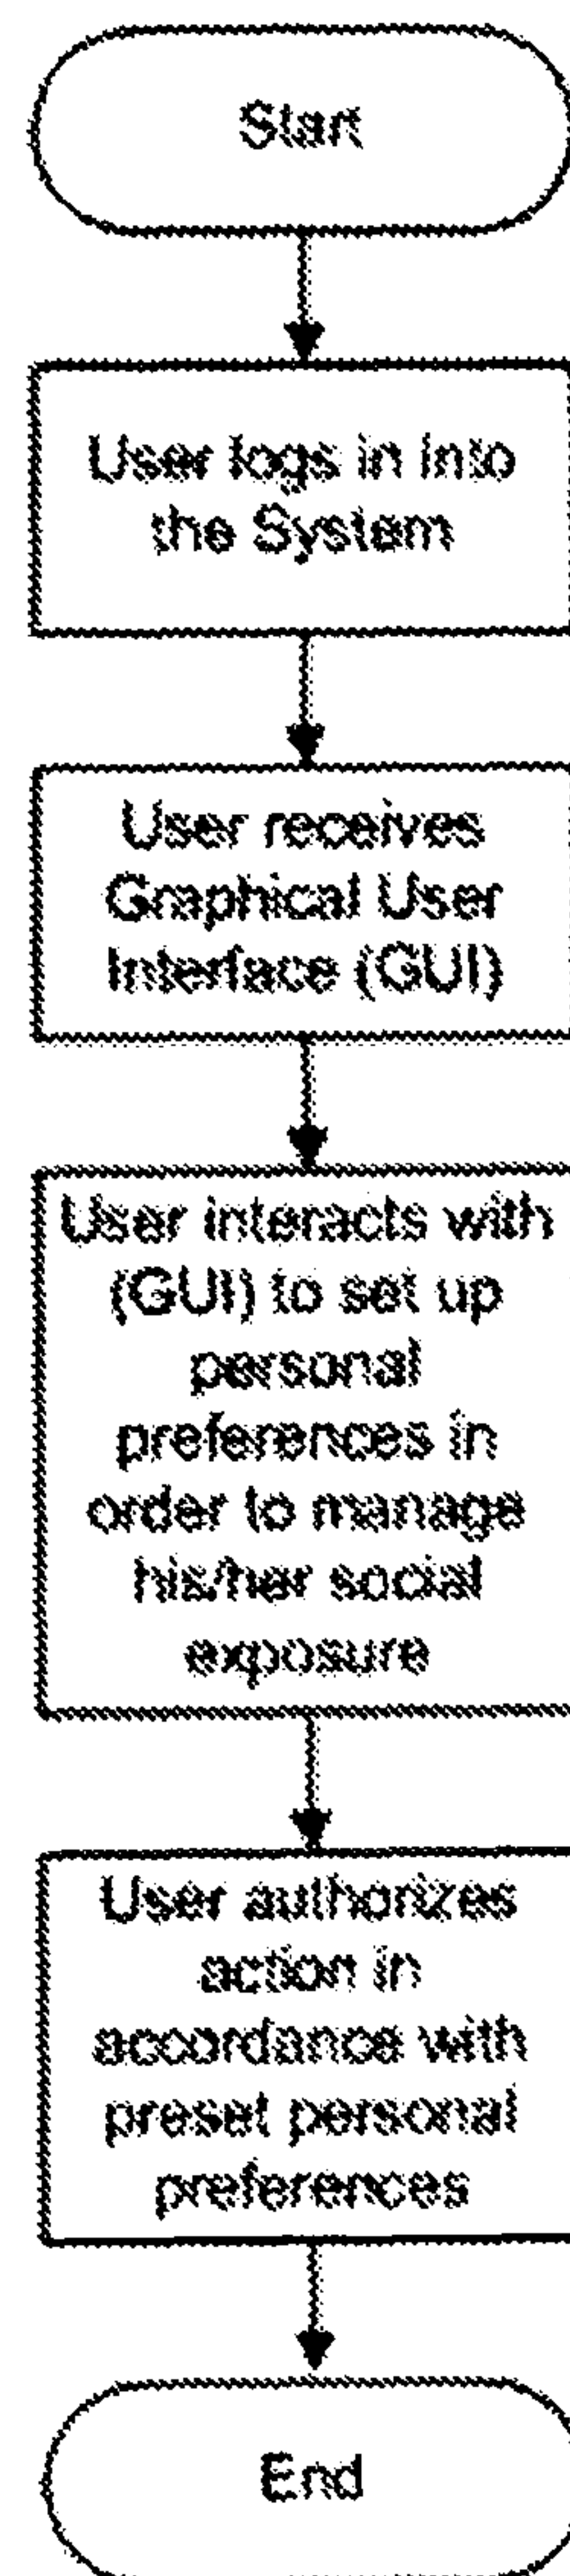 Start
User logs in into
the System
User receives
Graphical User
Interface (GUI)
User interacts with
(GUI) to set up
personal
preferences in
order to manage
his/her social
exposure
User authorizes
action in
accordance with
preset personal
preferences
End